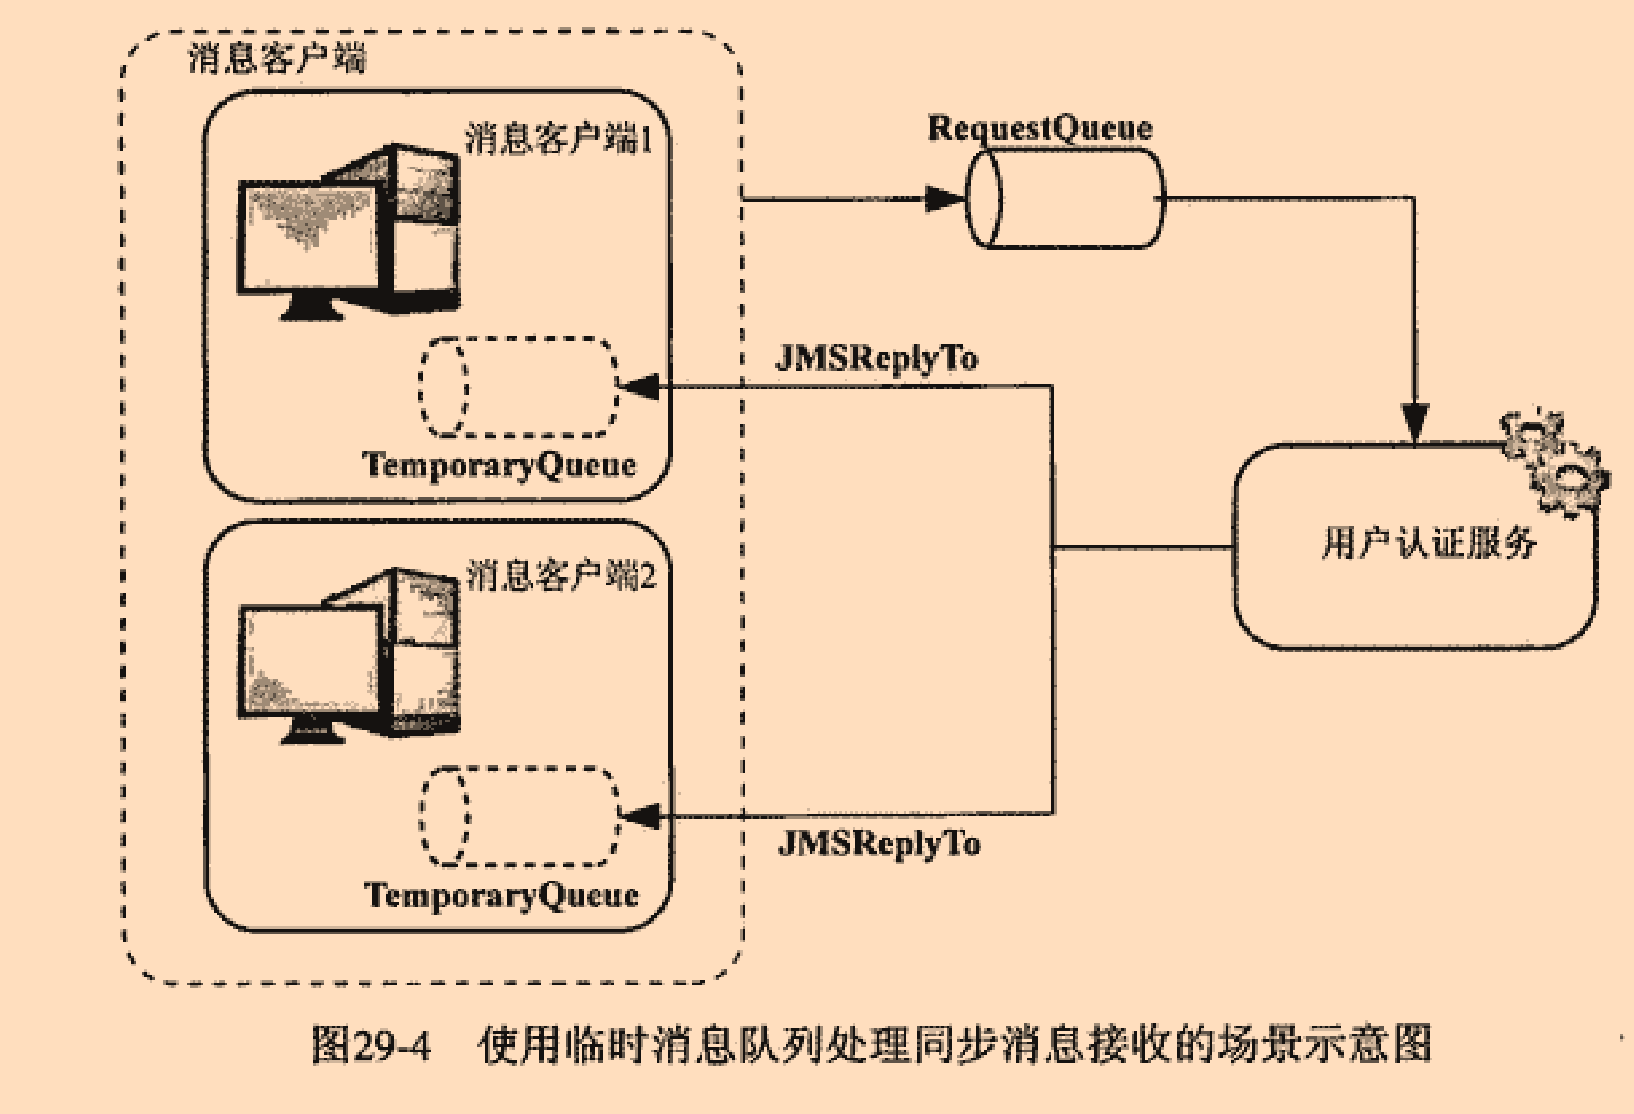 消息客户端
消息客户端1
RequestQueue
JMSReplyTo
TemporaryQueue
用户认证服务
消息客户端2
JMSReplyTo
TemporaryQueue
图29-4 使用临时消息队列处理同步消息接收的场景示意图